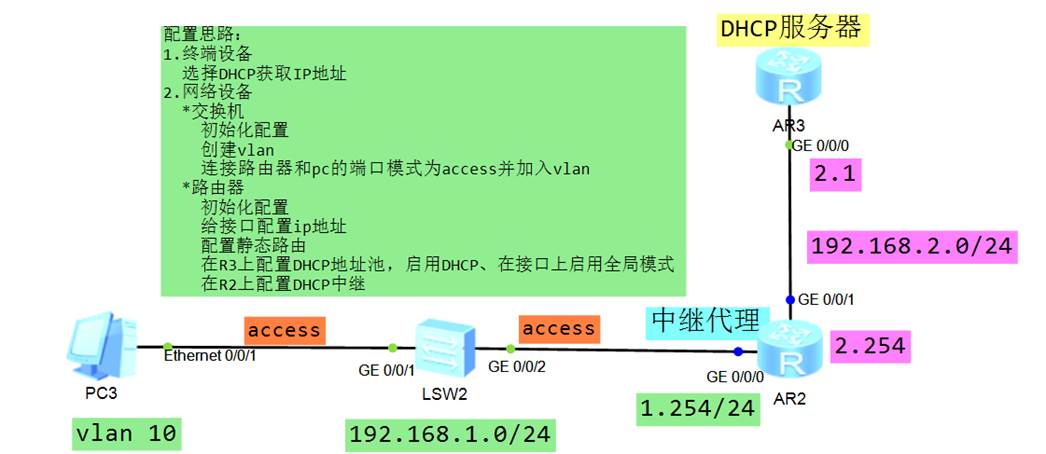 DHCP服务器
配置思路：
1.终端设备
选择DHCP获取IP地址
2.网络设备
*交换机
初始化配置
创建vlan
连接路由器和pc的端口模式为access并加入vlan
*路由器
初始化配置
给接口配置ip地址
配置静态路由
在R3上配置DHCP地址池，启用DHCP、在接口上启用全局模式
在R2上配置DHCP中继
R
AR3
GE 0/0/0
2.1
192.168.2.0/24
GE 0/0/1
中继代理
R
2.254
access
access
Ethernet 0/0/1
GE 0/0/1
GE 0/0/2
GE 0/0/0
PC3
LSW2
AR2
1.254/24
vlan 10
192.168.1.0/24